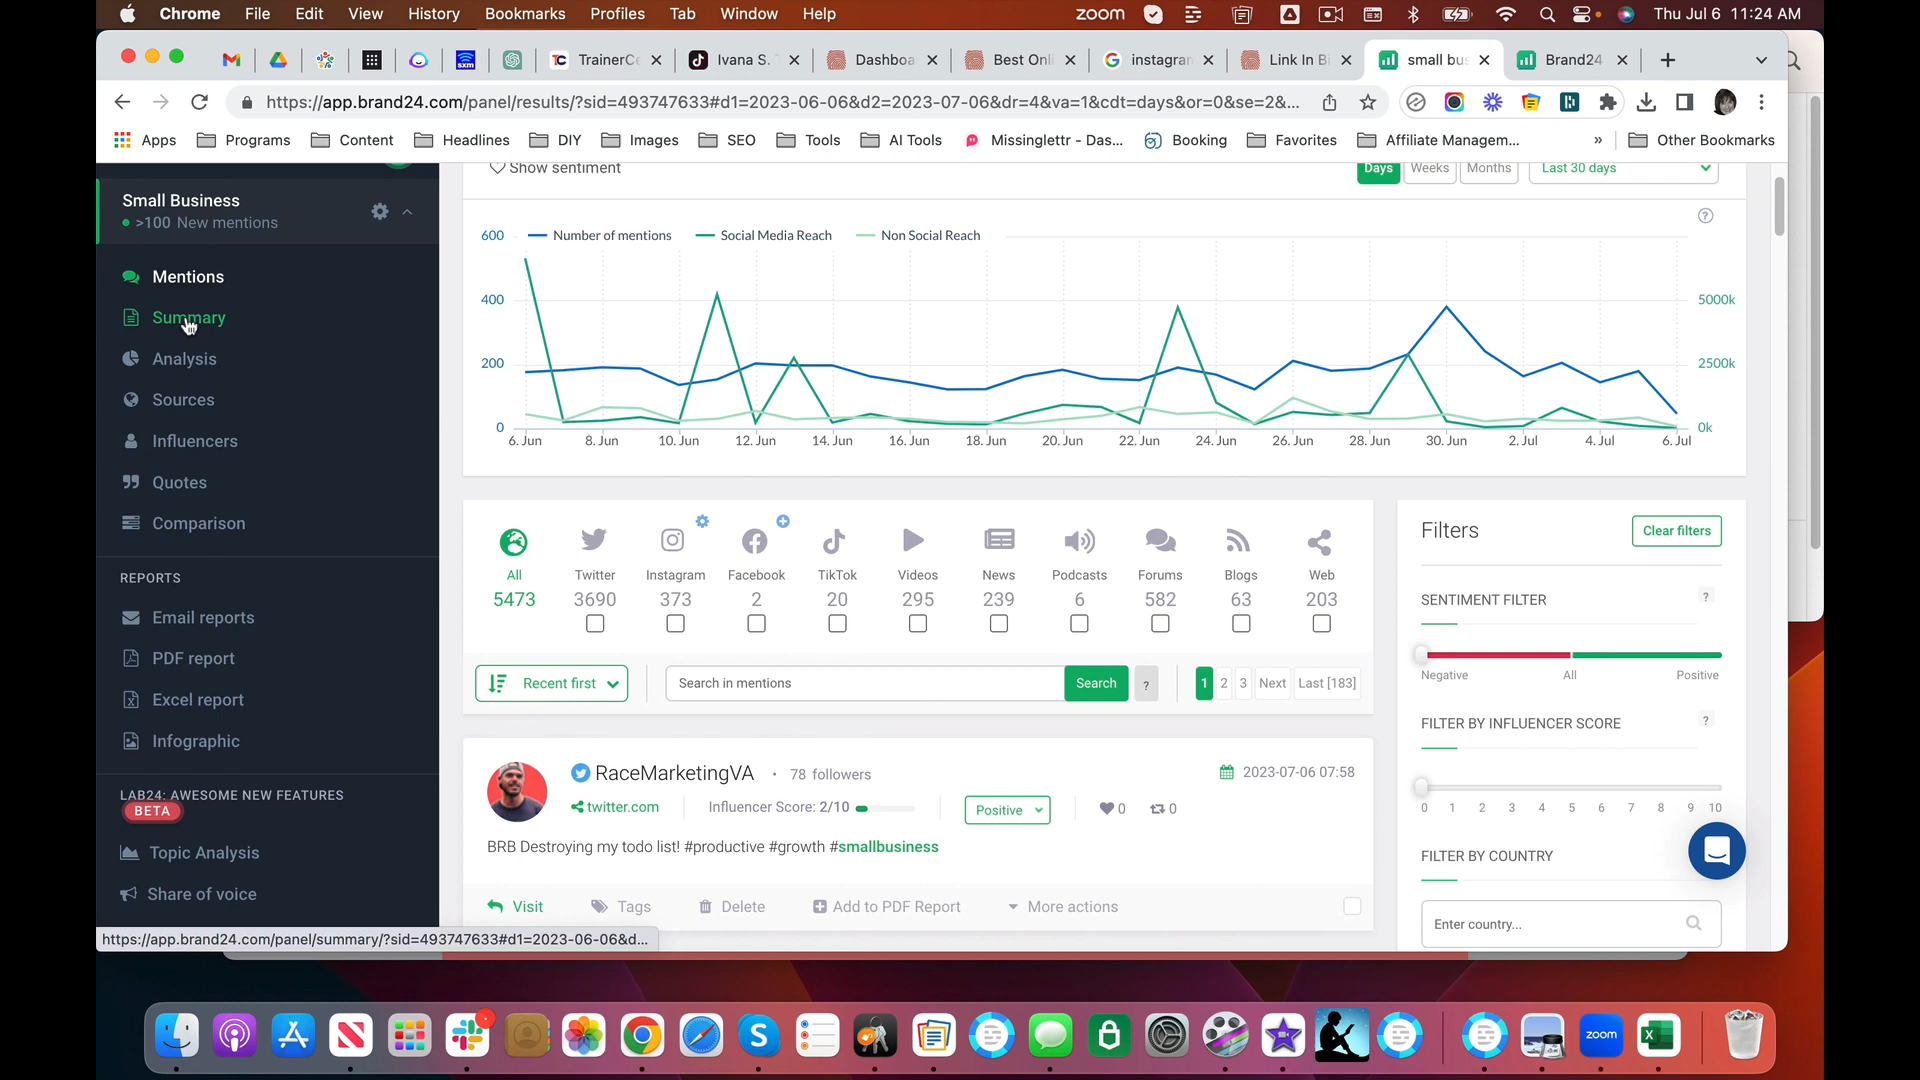 Chrome File Edit View History Bookmarks Profiles Tab Window Help zoom Thu Jul 6 11:24 AM
sxm TC TrainerCe Ivana S. Dashboa Best Onl instagran Link In B small bus Brand24
https://app.brand24.com/panel/results/?sid=493747633#d1=2023-06-06&d2=2023-07-06&dr=4&va=1&cdt=days&or=0&se=2&...
Apps Programs Content Headlines DIY Images SEO Tools AI Tools Missinglettr - Das... Booking Favorites Affiliate Managem... » Other Bookmarks
Small Business
>100 New mentions
Mentions
Summary
Analysis
Sources
Influencers
Quotes
Comparison
REPORTS
Email reports
PDF report
Excel report
Infographic
LAB24: AWESOME NEW FEATURES
BETA
Topic Analysis
Share of voice
https://app.brand24.com/panel/summary/?sid=493747633#d1=2023-06-06&d...
Show sentiment
Days Weeks Months Last 30 days
?
Number of mentions Social Media Reach Non Social Reach
600
400
200
0
5000k
2500k
0k
6. Jun 8. Jun 10. Jun 12. Jun 14. Jun 16. Jun 18. Jun 20. Jun 22. Jun 24. Jun 26. Jun 28. Jun 30. Jun 2. Jul 4. Jul 6. Jul
All Twitter Instagram Facebook TikTok Videos News Podcasts Forums Blogs Web
5473 3690 373 2 20 295 239 6 582 63 203
Recent first Search in mentions Search ? 1 2 3 Next Last [183]
RaceMarketingVA • 78 followers 2023-07-06 07:58
twitter.com Influencer Score: 2/10 Positive 0 0
BRB Destroying my todo list! #productive #growth #smallbusiness
Visit Tags Delete Add to PDF Report More actions
Filters Clear filters
SENTIMENT FILTER ?
Negative All Positive
FILTER BY INFLUENCER SCORE ?
0 1 2 3 4 5 6 7 8 9 10
FILTER BY COUNTRY
Enter country...
zoom